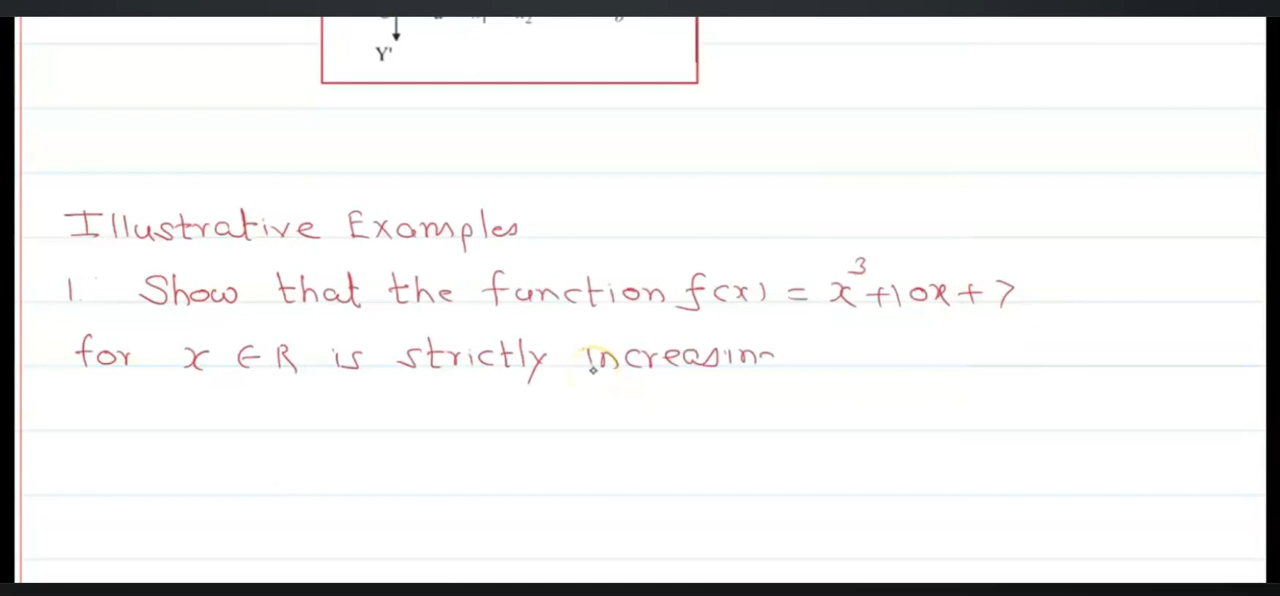 Y'
Illustrative Examples
1. Show that the function f(x) = x³+10x+7
for x ∈ R is strictly increasin